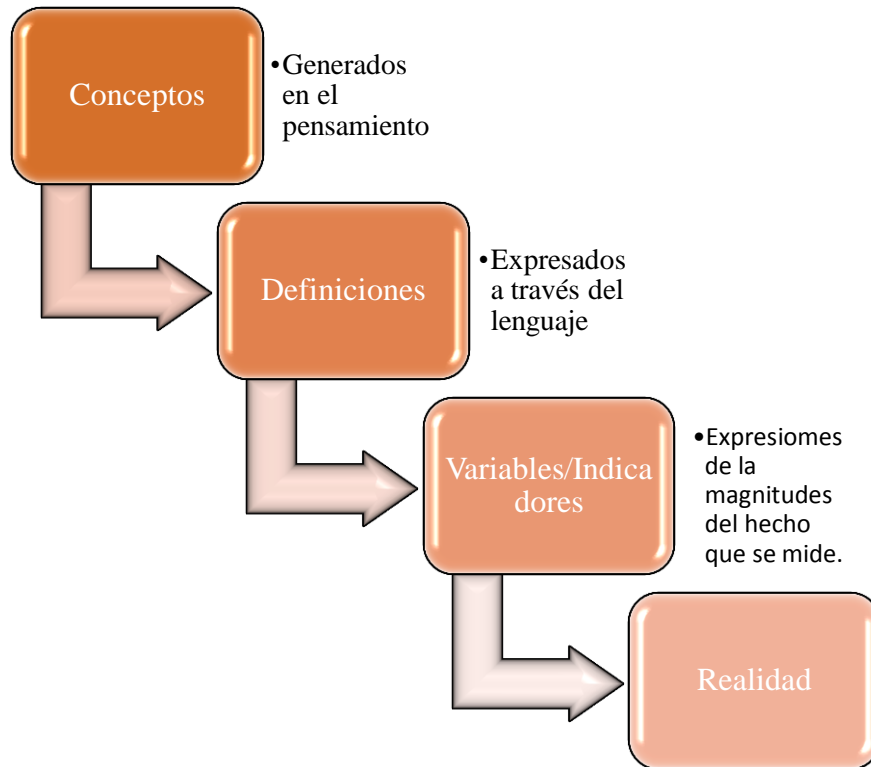 Conceptos
•Generados
en el
pensamiento
Definiciones
•Expresados
a través del
lenguaje
Variables/Indica
dores
•Expresiomes
de la
magnitudes
del hecho
que se mide.
Realidad